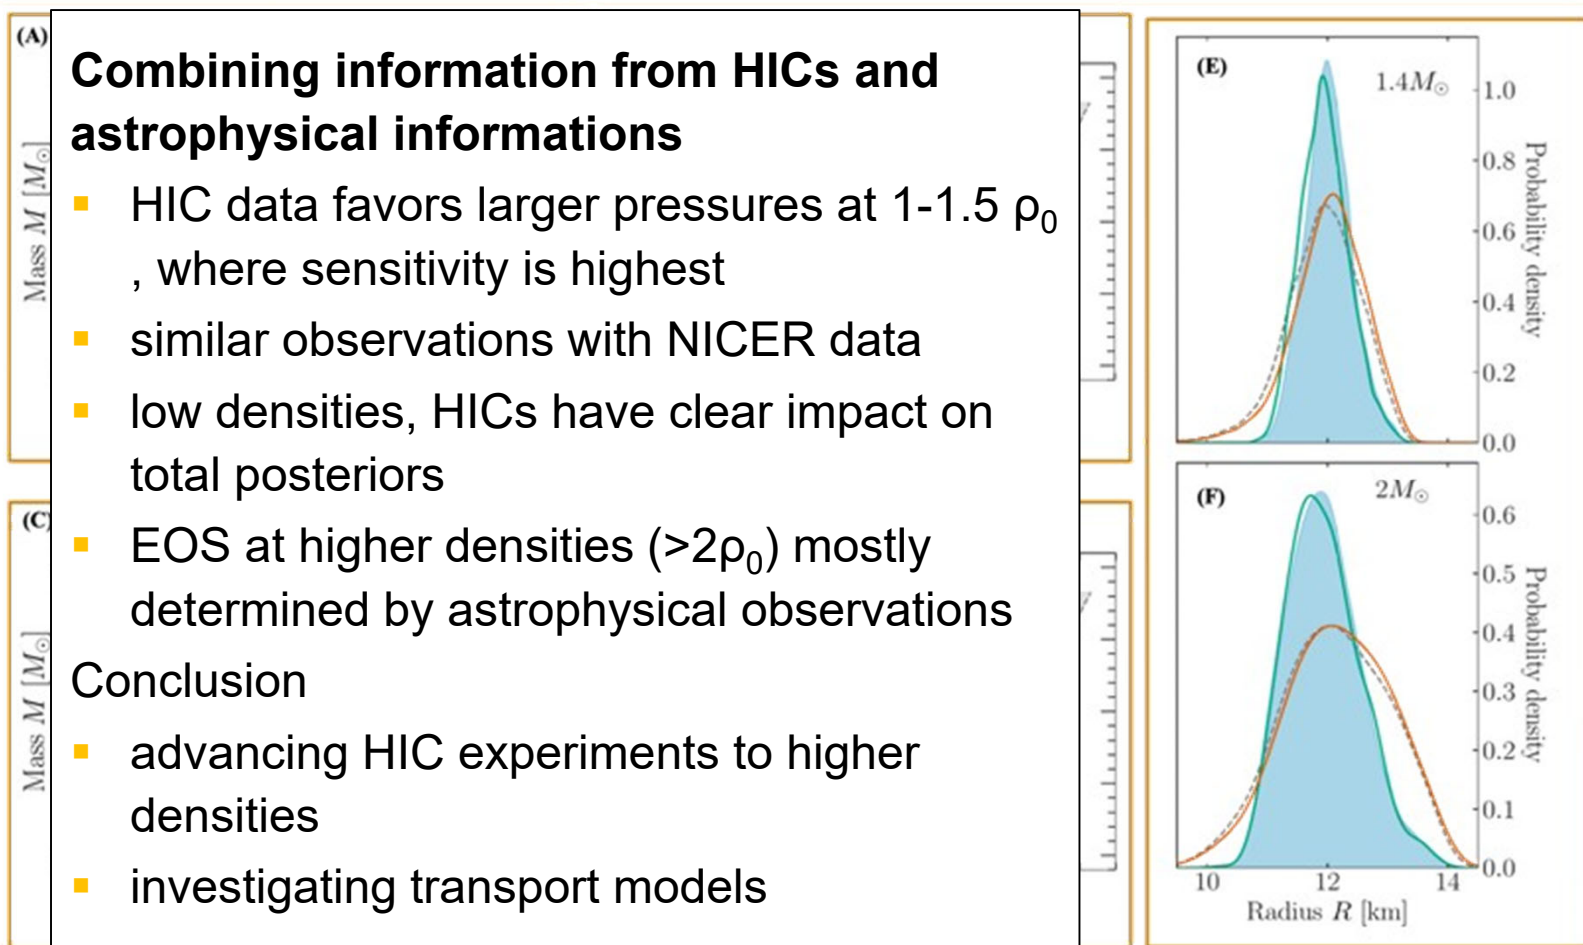 (A)
Mass M [M⊙]
(C)
Mass M [M⊙]
Combining information from HICs and
astrophysical informations
▪ HIC data favors larger pressures at 1-1.5 ρ₀
, where sensitivity is highest
▪ similar observations with NICER data
▪ low densities, HICs have clear impact on
total posteriors
▪ EOS at higher densities (>2ρ₀) mostly
determined by astrophysical observations
Conclusion
▪ advancing HIC experiments to higher
densities
▪ investigating transport models
(E)
1.4M⊙
1.0
0.8
0.6
0.4
0.2
0.0
Probability density
(F)
2M⊙
0.6
0.5
0.4
0.3
0.2
0.1
0.0
Probability density
10 12 14
Radius R [km]